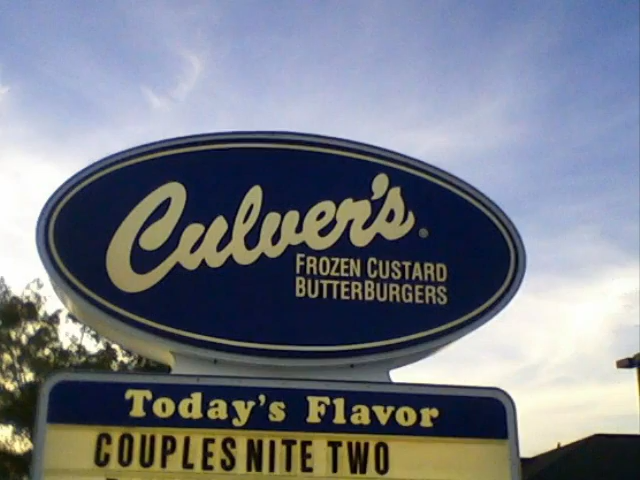 Culver's®
FROZEN CUSTARD
BUTTERBURGERS
Today's Flavor
COUPLES NITE TWO